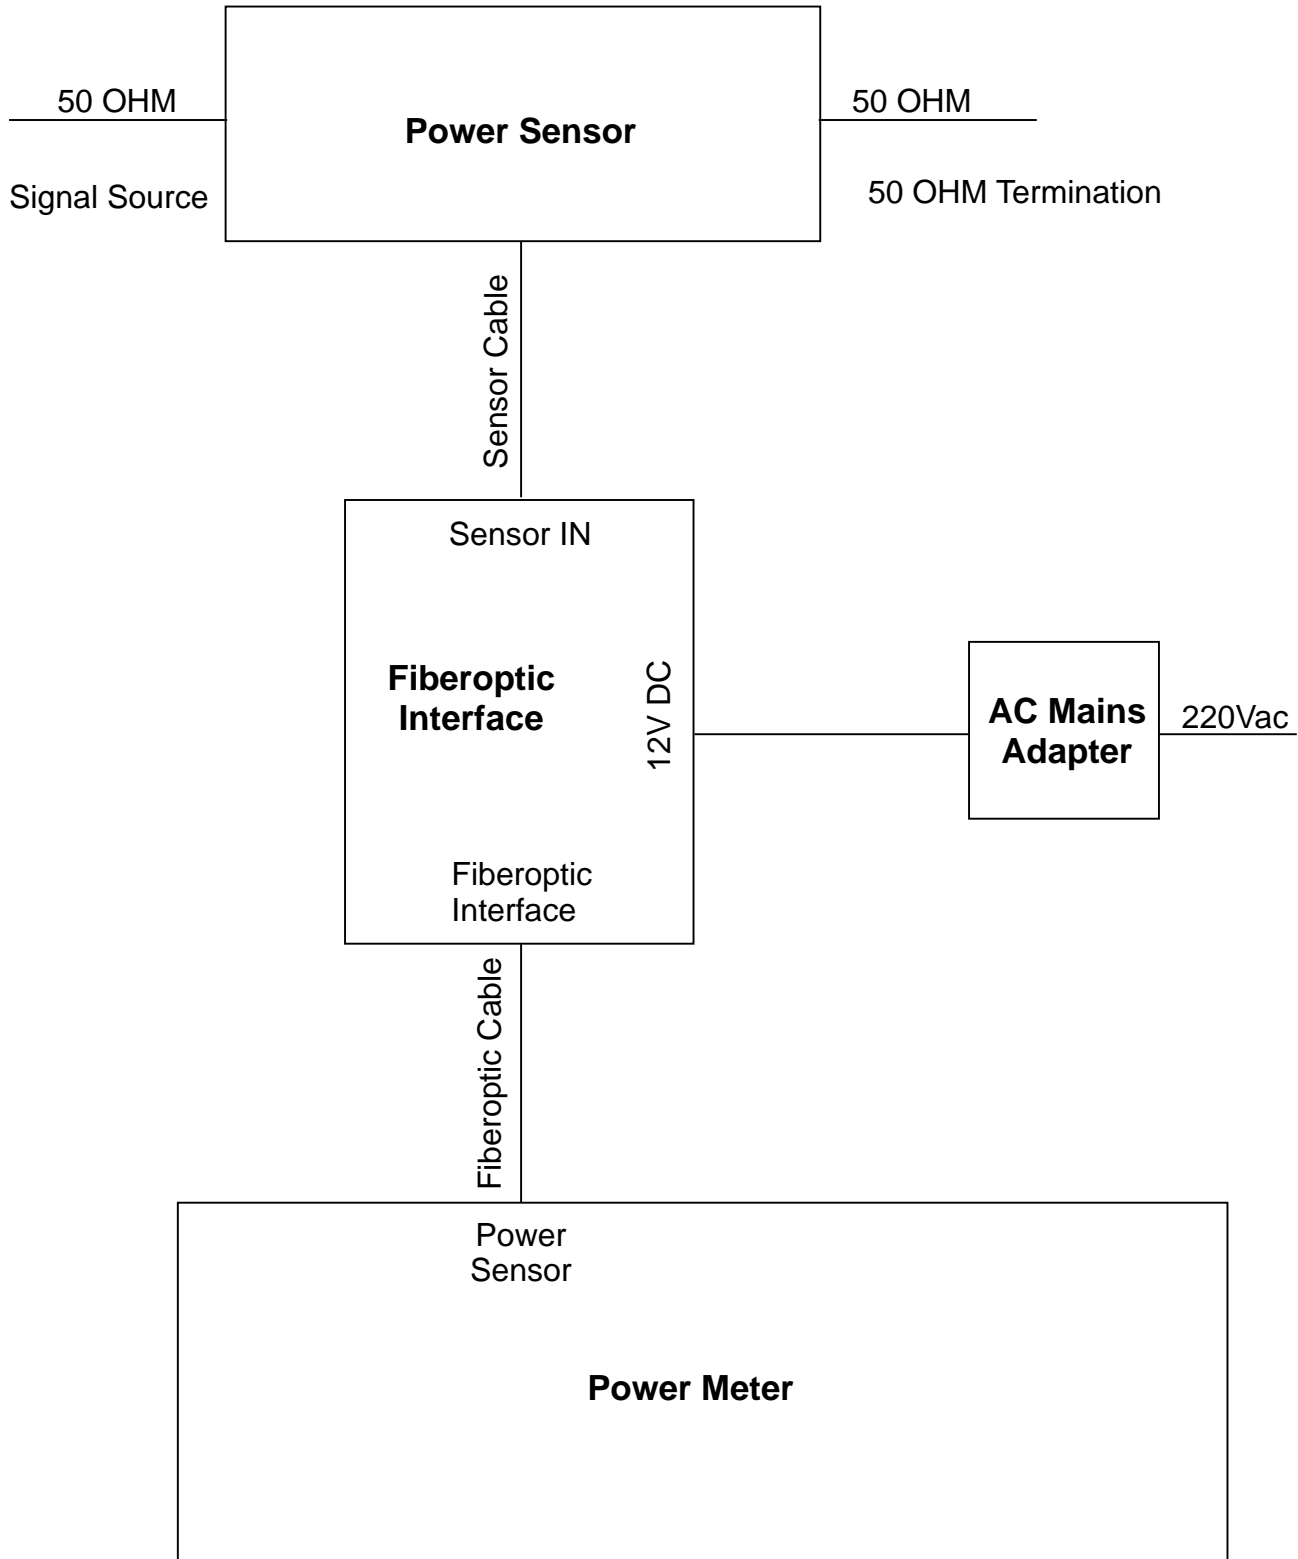 50 OHM
50 OHM
Power Sensor
Signal Source
50 OHM Termination
Sensor Cable
Sensor IN
Fiberoptic
Interface
12V DC
AC Mains
Adapter
220Vac
Fiberoptic
Interface
Fiberoptic Cable
Power
Sensor
Power Meter